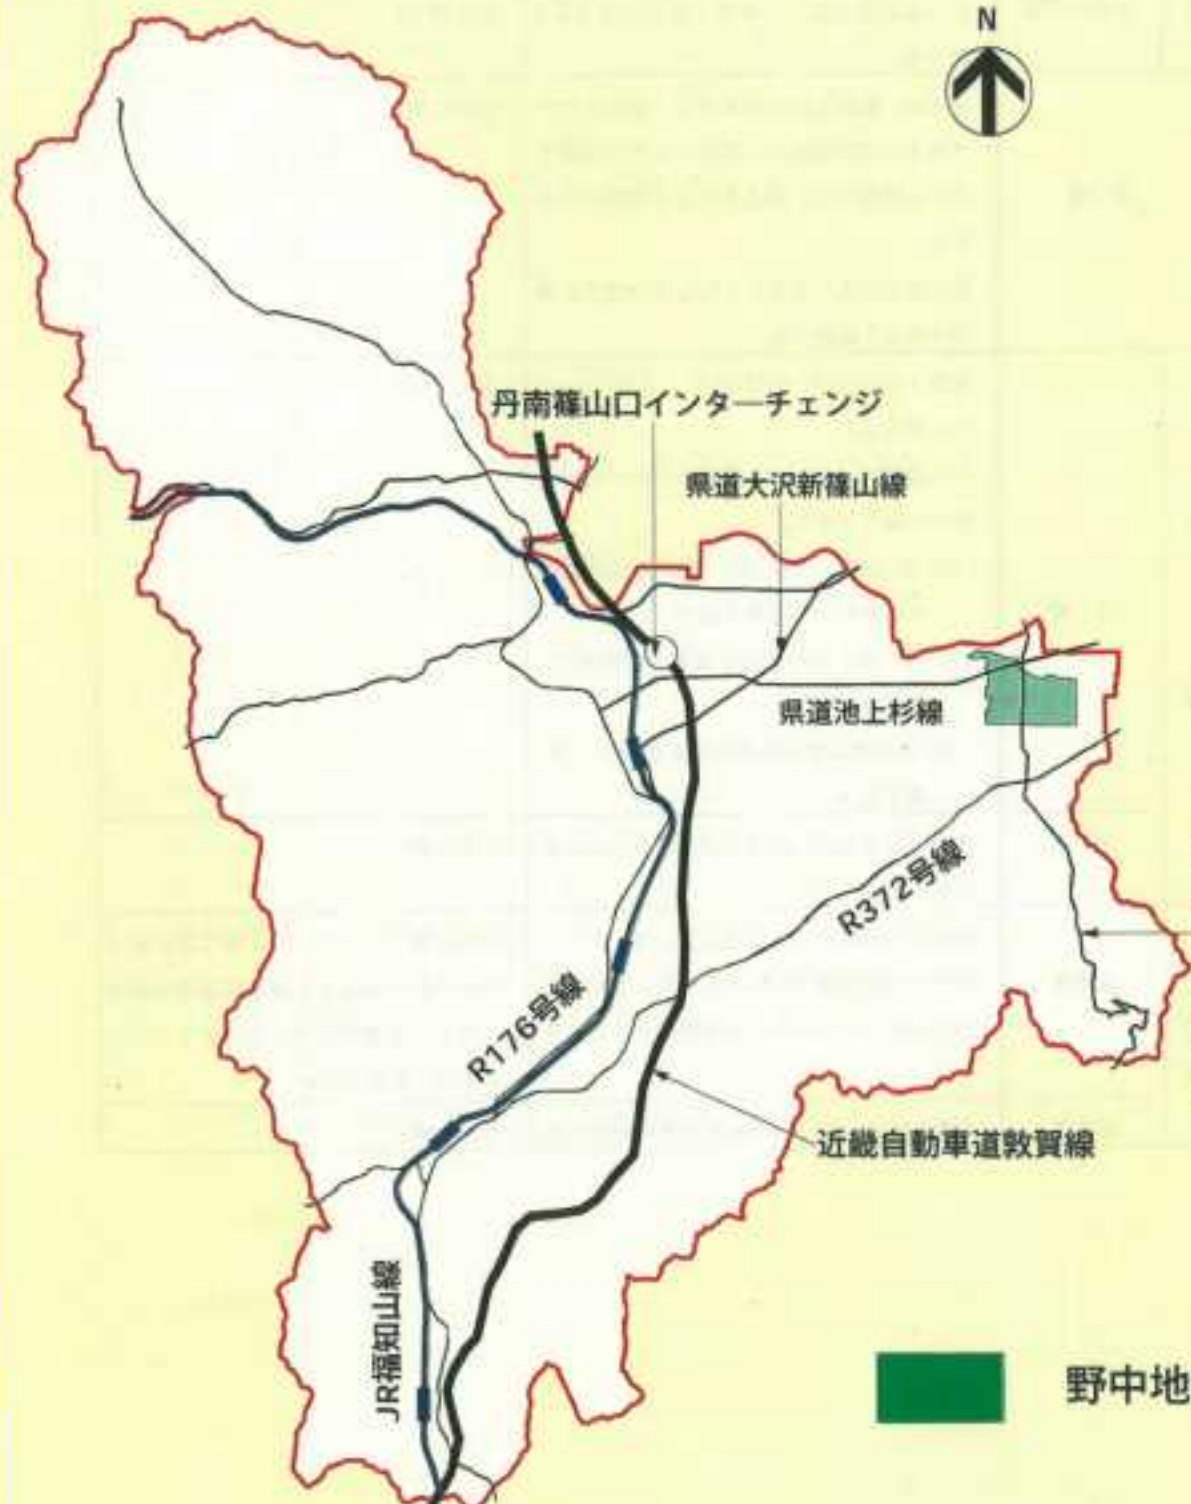 N
丹南篠山口インターチェンジ
県道大沢新篠山線
県道池上杉線
R372号線
R176号線
近畿自動車道敦賀線
JR福知山線
野中地